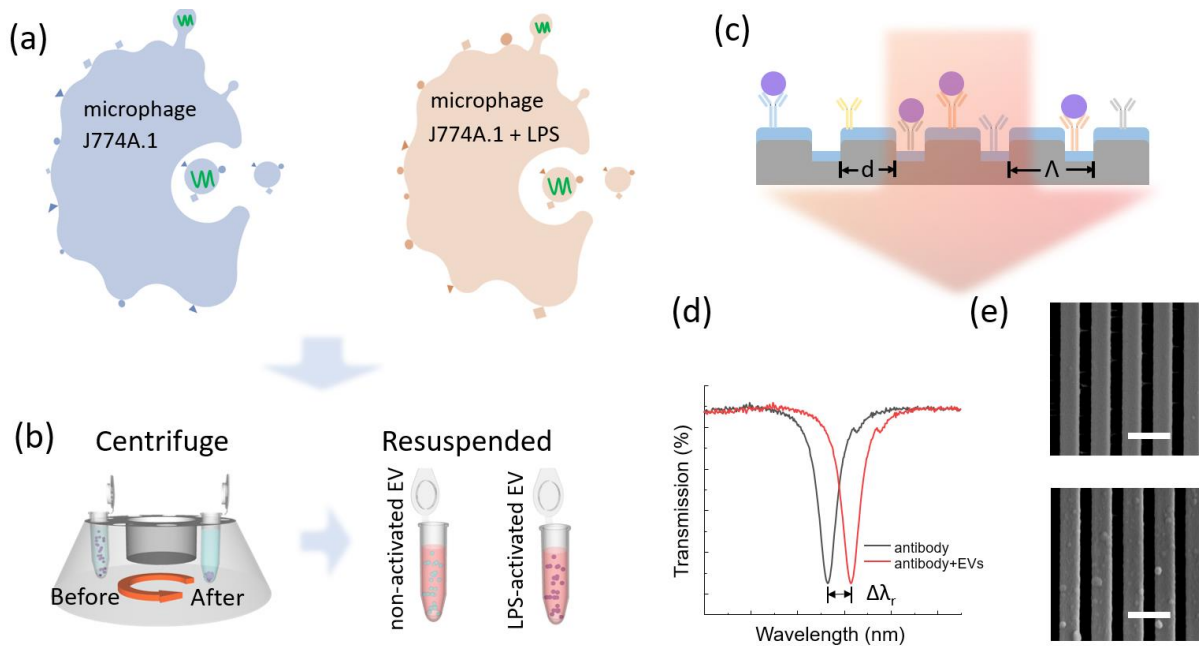 (a)
microphage
J774A.1
microphage
J774A.1 + LPS
(b)
Centrifuge
Before
After
Resuspended
non-activated EV
LPS-activated EV
(c)
d
Λ
(d)
Transmission (%)
antibody
antibody+EVs
Δλr
Wavelength (nm)
(e)